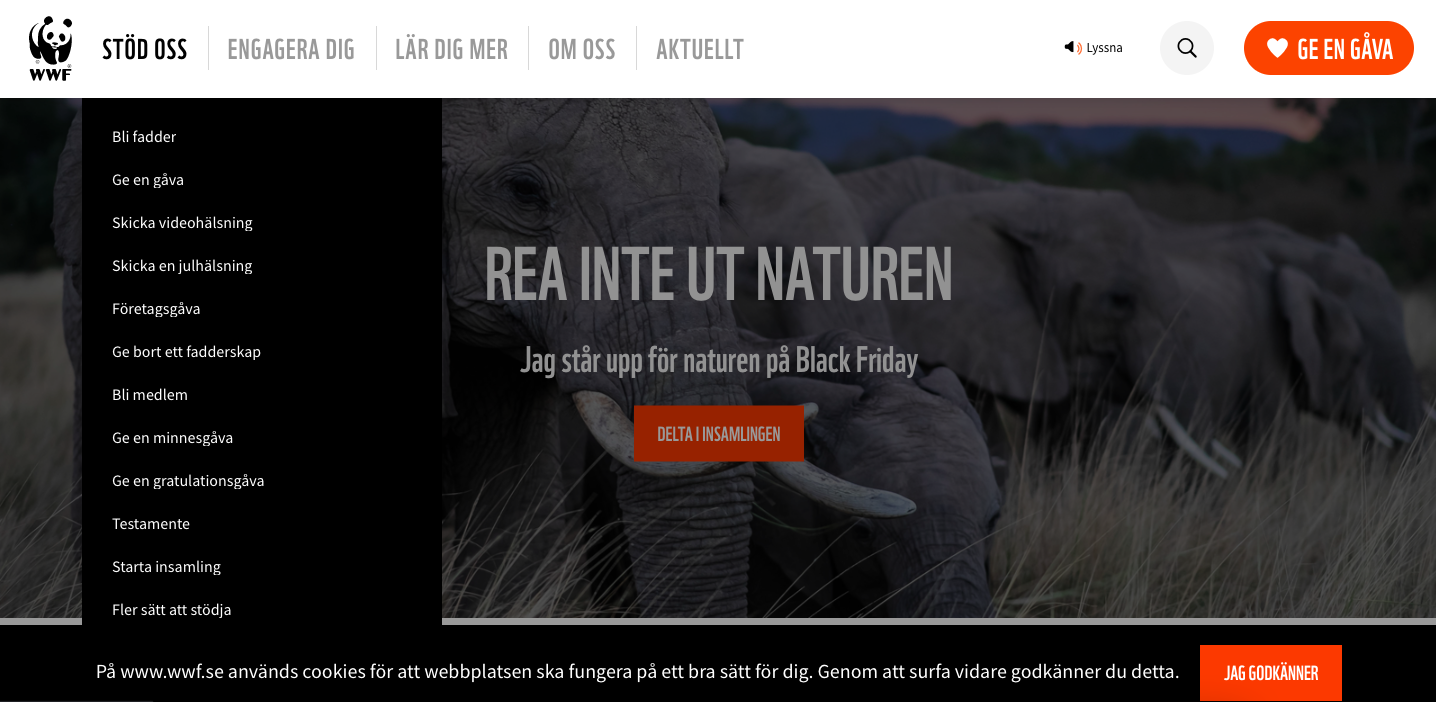 WWF
STÖD OSS
ENGAGERA DIG
LÄR DIG MER
OM OSS
AKTUELLT
Lyssna
GE EN GÅVA
Bli fadder
Ge en gåva
Skicka videohälsning
Skicka en julhälsning
Företagsgåva
Ge bort ett fadderskap
Bli medlem
Ge en minnesgåva
Ge en gratulationsgåva
Testamente
Starta insamling
Fler sätt att stödja
REA INTE UT NATUREN
Jag står upp för naturen på Black Friday
DELTA I INSAMLINGEN
På www.wwf.se används cookies för att webbplatsen ska fungera på ett bra sätt för dig. Genom att surfa vidare godkänner du detta.
JAG GODKÄNNER